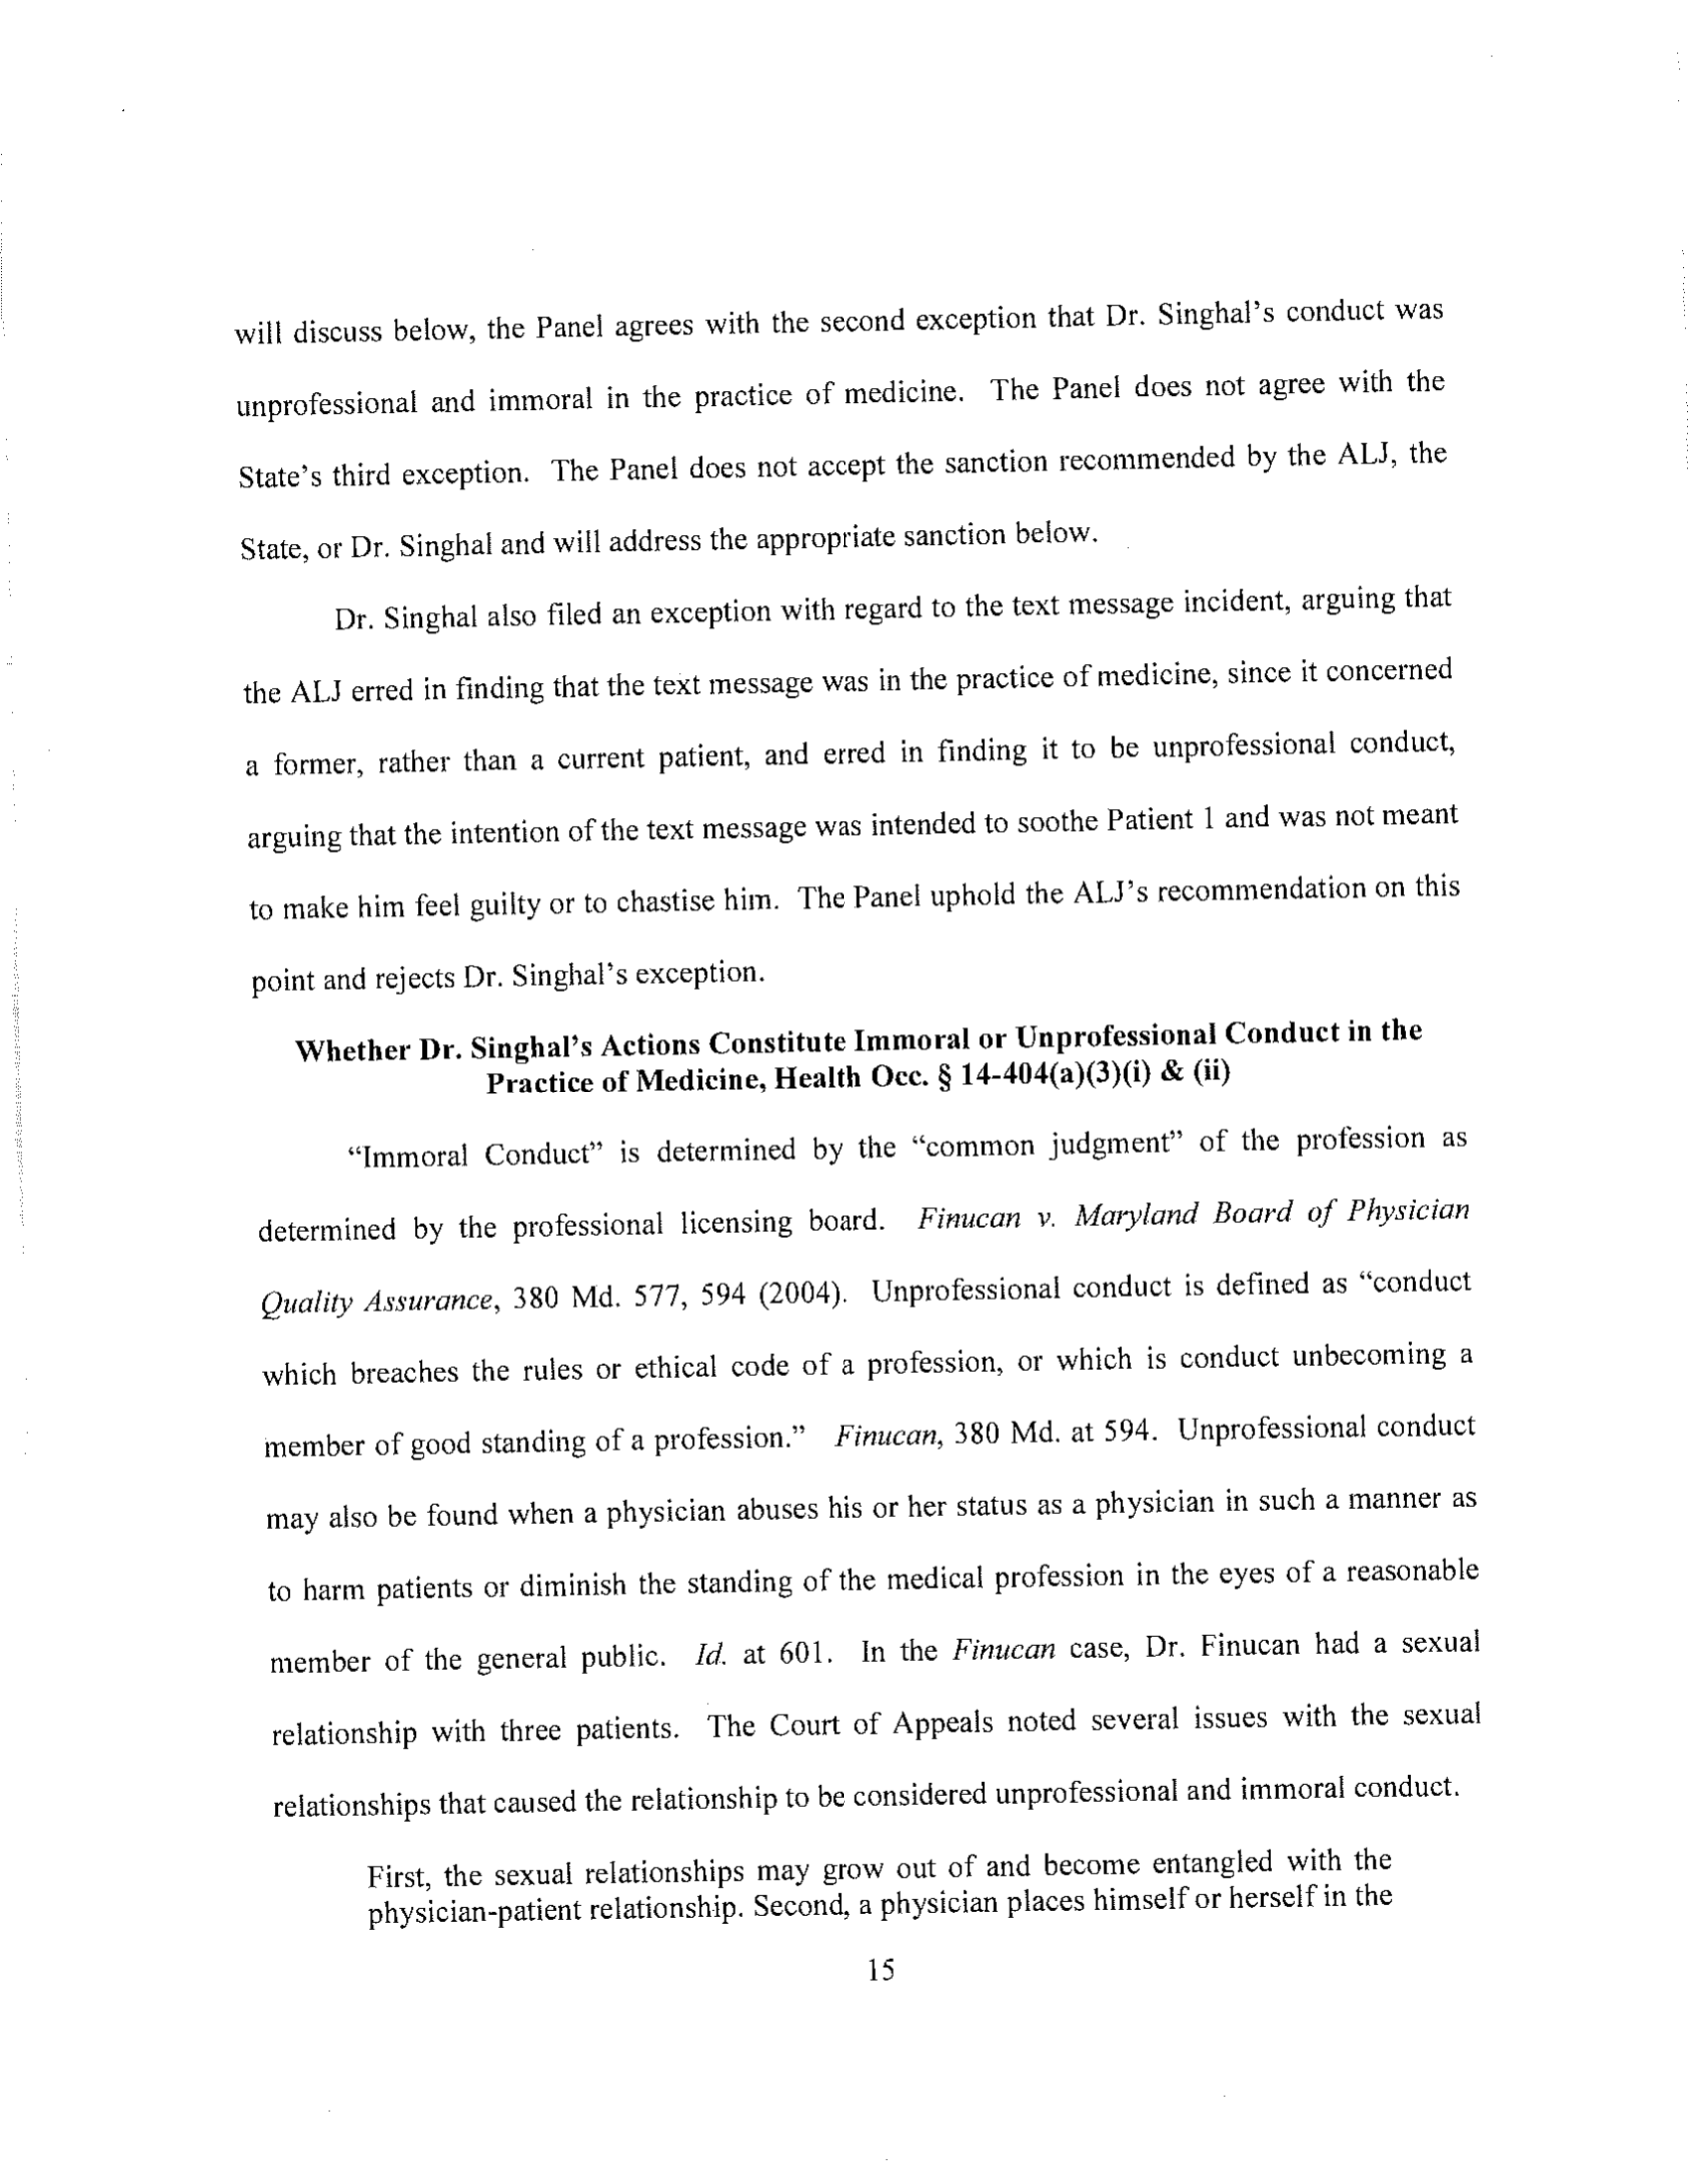 will discuss below, the Panel agrees with the second exception that Dr. Singhal's conduct was
unprofessional and immoral in the practice of medicine. The Panel does not agree with the
State's third exception. The Panel does not accept the sanction recommended by the ALJ, the
State, or Dr. Singhal and will address the appropriate sanction below.
Dr. Singhal also filed an exception with regard to the text message incident, arguing that
the ALJ erred in finding that the text message was in the practice of medicine, since it concerned
a former, rather than a current patient, and erred in finding it to be unprofessional conduct,
arguing that the intention of the text message was intended to soothe Patient 1 and was not meant
to make him feel guilty or to chastise him. The Panel uphold the ALJ's recommendation on this
point and rejects Dr. Singhal's exception.
Whether Dr. Singhal's Actions Constitute Immoral or Unprofessional Conduct in the
Practice of Medicine, Health Occ. § 14-404(a)(3)(i) & (ii)
"Immoral Conduct" is determined by the "common judgment" of the profession as
determined by the professional licensing board. Finucan v. Maryland Board of Physician
Quality Assurance, 380 Md. 577, 594 (2004). Unprofessional conduct is defined as "conduct
which breaches the rules or ethical code of a profession, or which is conduct unbecoming a
member of good standing of a profession." Finucan, 380 Md. at 594. Unprofessional conduct
may also be found when a physician abuses his or her status as a physician in such a manner as
to harm patients or diminish the standing of the medical profession in the eyes of a reasonable
member of the general public. Id. at 601. In the Finucan case, Dr. Finucan had a sexual
relationship with three patients. The Court of Appeals noted several issues with the sexual
relationships that caused the relationship to be considered unprofessional and immoral conduct.
First, the sexual relationships may grow out of and become entangled with the
physician-patient relationship. Second, a physician places himself or herself in the
15